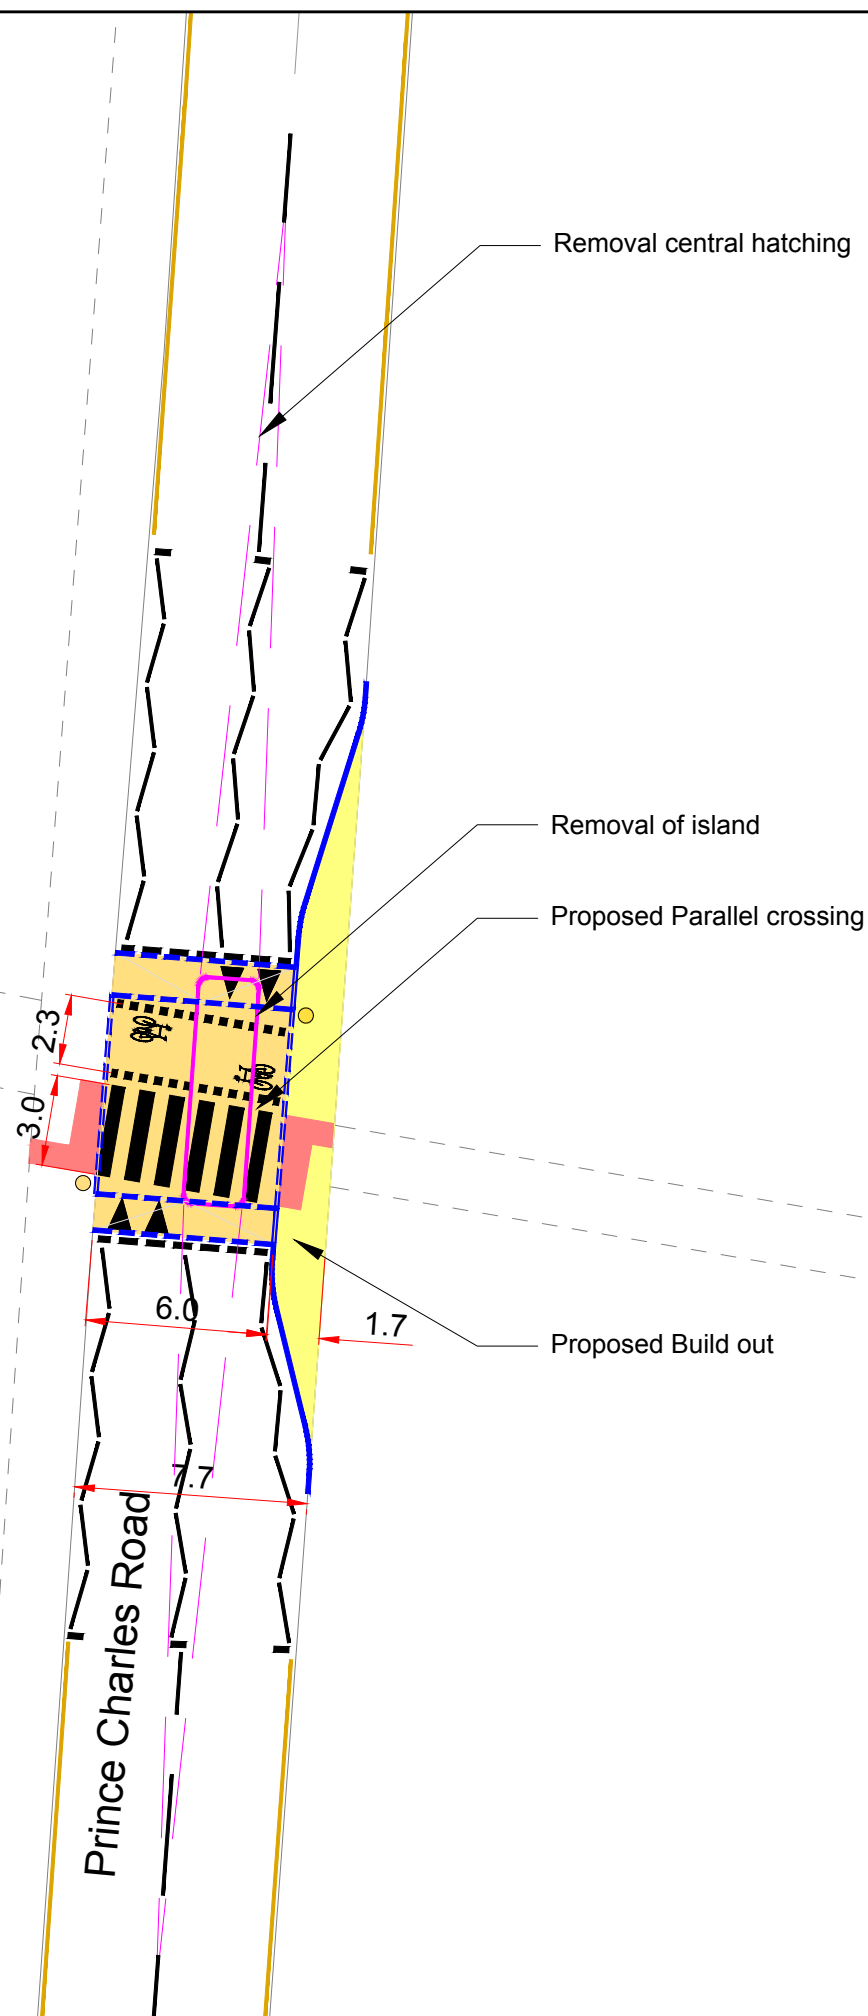 Removal central hatching
Removal of island
Proposed Parallel crossing
2.3
3.0
6.0
1.7
Proposed Build out
7.7
Prince Charles Road